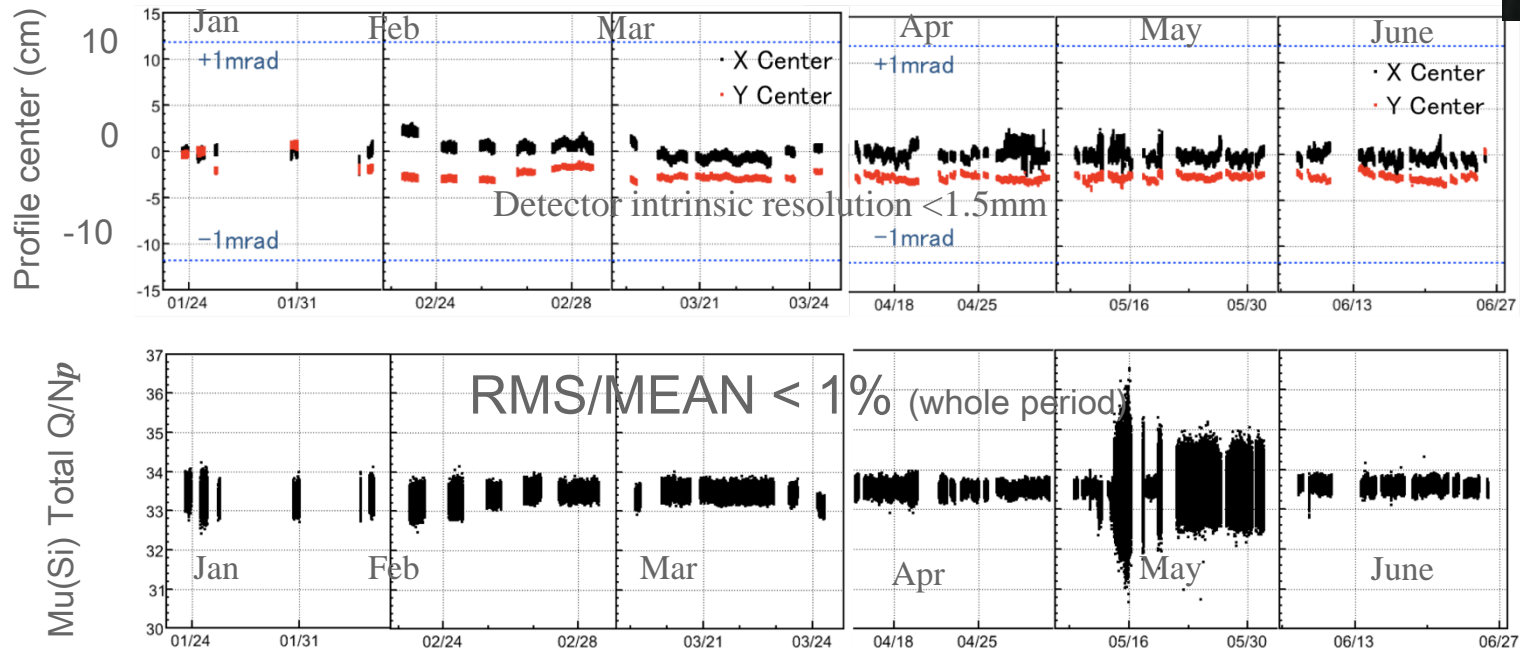 Profile center (cm)
10
0
-10
15
10
5
0
-5
-10
-15
Jan
Feb
Mar
Apr
May
June
+1mrad
+1mrad
X Center
Y Center
X Center
Y Center
Detector intrinsic resolution <1.5mm
−1mrad
−1mrad
01/24
01/31
02/24
02/28
03/21
03/24
04/18
04/25
05/16
05/30
06/13
06/27
Mu(Si) Total Q/Np
37
36
35
34
33
32
31
30
RMS/MEAN < 1% (whole period)
Jan
Feb
Mar
Apr
May
June
01/24
01/31
02/24
02/28
03/21
03/24
04/18
04/25
05/16
05/30
06/13
06/27